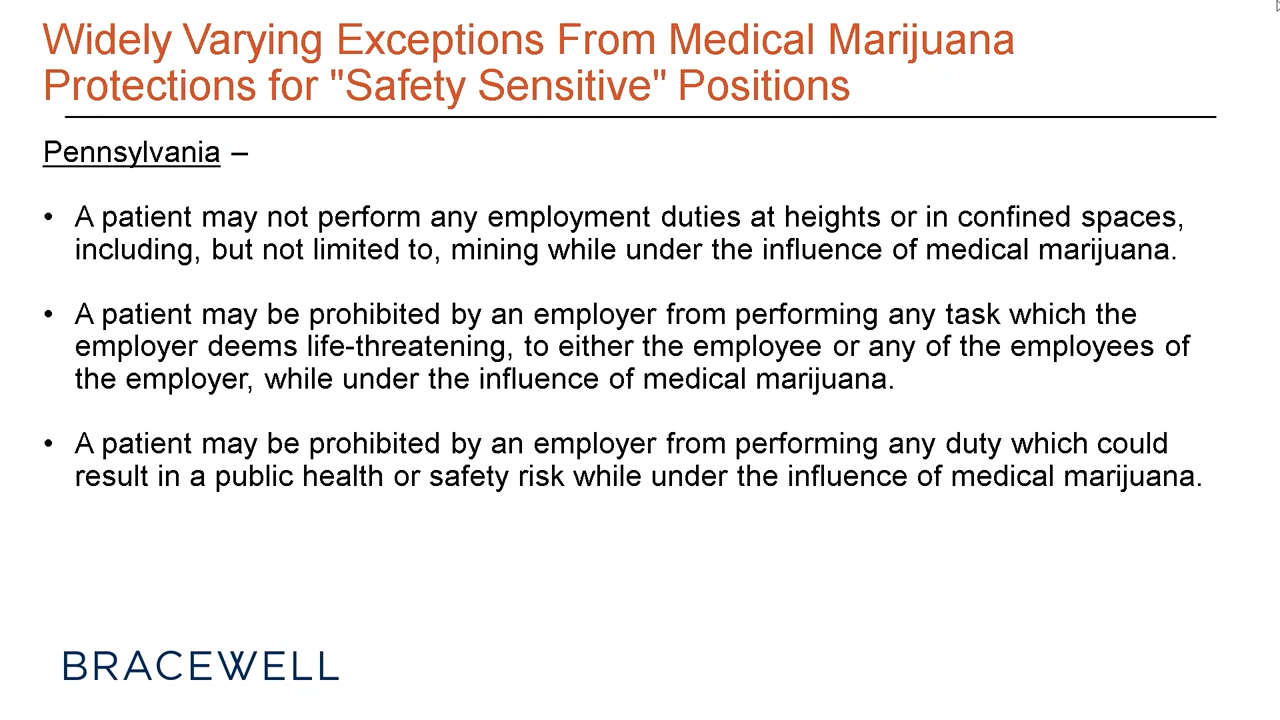 Widely Varying Exceptions From Medical Marijuana
Protections for "Safety Sensitive" Positions
Pennsylvania –
• A patient may not perform any employment duties at heights or in confined spaces,
including, but not limited to, mining while under the influence of medical marijuana.
• A patient may be prohibited by an employer from performing any task which the
employer deems life-threatening, to either the employee or any of the employees of
the employer, while under the influence of medical marijuana.
• A patient may be prohibited by an employer from performing any duty which could
result in a public health or safety risk while under the influence of medical marijuana.
BRACEWELL